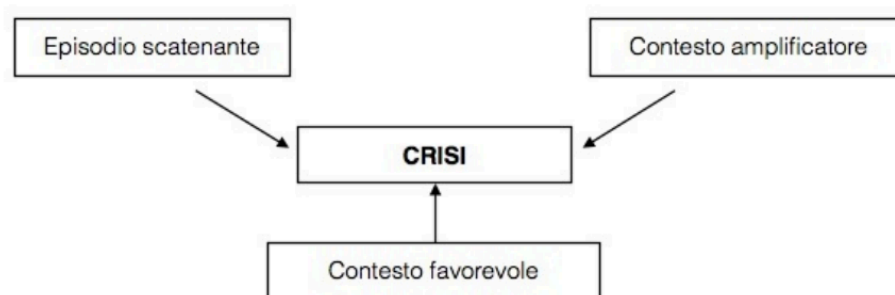 Episodio scatenante
Contesto amplificatore
CRISI
Contesto favorevole